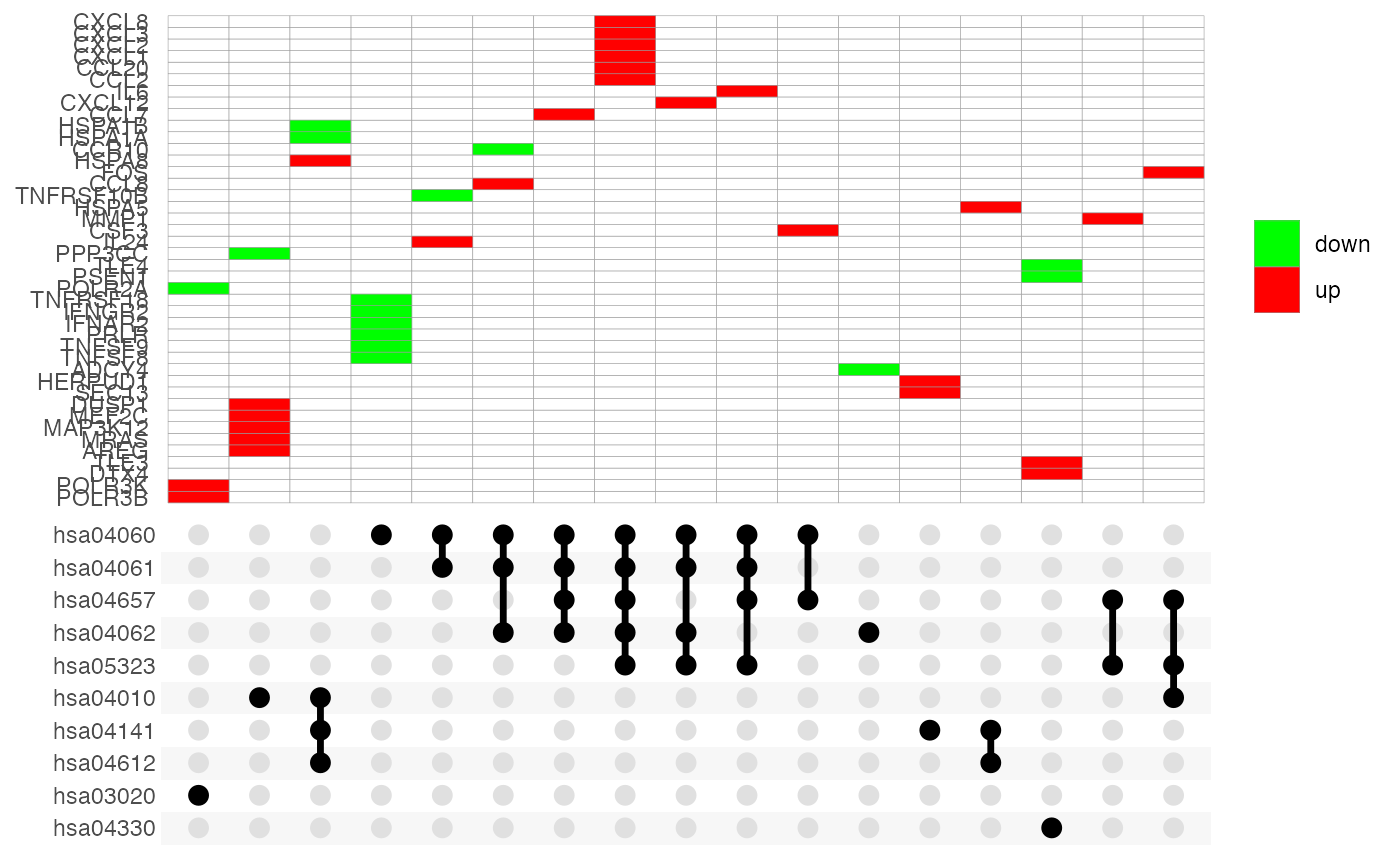 CXCL8
CXCL3
CXCL2
CXCL1
CCL20
CCL2
IL6
CXCL12
CCL7
HSPA1B
HSPA1A
CCR10
HSPA8
FOS
CCL8
TNFRSF10B
HSPA5
MMP1
CSF3
IL24
PPP3CC
TLE4
PSEN1
POLR2A
TNFRSF18
IFNGR2
IFNAR2
PRLR
TNFSF9
TNFSF8
ADCY4
HERPUD1
SEC13
DUSP1
MEF2C
MAP3K12
MRAS
AREG
TLE3
DTX4
POLR3K
POLR3B
down
up
hsa04060
hsa04061
hsa04657
hsa04062
hsa05323
hsa04010
hsa04141
hsa04612
hsa03020
hsa04330